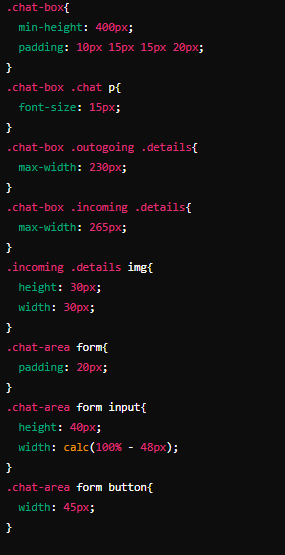 .chat-box{
min-height: 400px;
padding: 10px 15px 15px 20px;
}
.chat-box .chat p{
font-size: 15px;
}
.chat-box .outogoing .details{
max-width: 230px;
}
.chat-box .incoming .details{
max-width: 265px;
}
.incoming .details img{
height: 30px;
width: 30px;
}
.chat-area form{
padding: 20px;
}
.chat-area form input{
height: 40px;
width: calc(100% - 48px);
}
.chat-area form button{
width: 45px;
}